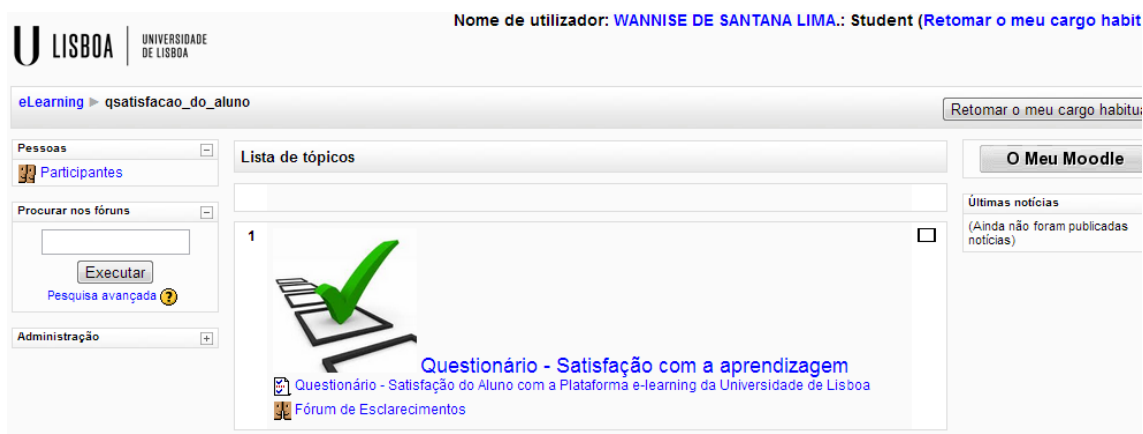 Nome de utilizador: WANNISE DE SANTANA LIMA.: Student (Retomar o meu cargo habit
U LISBOA | UNIVERSIDADE
DE LISBOA
eLearning ► qsatisfacao_do_aluno
Retomar o meu cargo habitua
Pessoas
Participantes
Procurar nos fóruns
Executar
Pesquisa avançada ?
Administração
Lista de tópicos
1
Questionário - Satisfação com a aprendizagem
Questionário - Satisfação do Aluno com a Plataforma e-learning da Universidade de Lisboa
Fórum de Esclarecimentos
O Meu Moodle
Últimas notícias
(Ainda não foram publicadas
notícias)